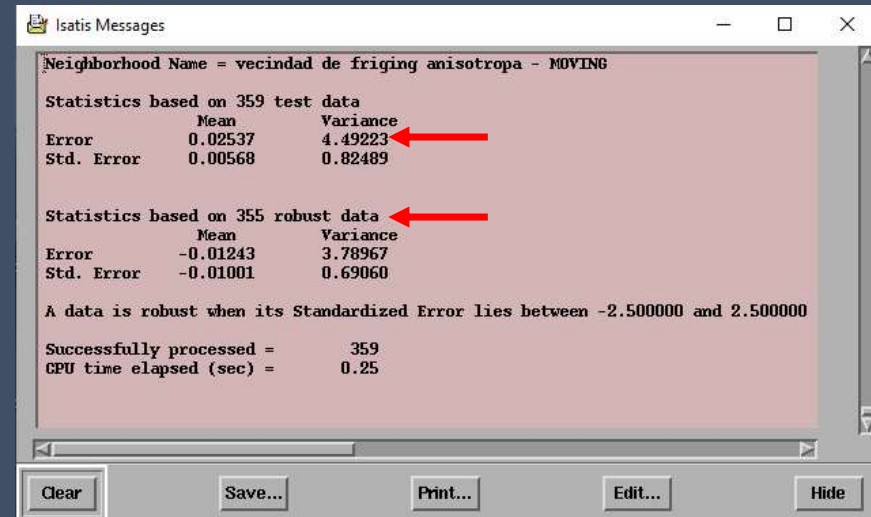 Isatis Messages
Neighborhood Name = vecindad de friging anisotropa - MOVING
Statistics based on 359 test data
Mean Variance
Error 0.02537 4.49223
Std. Error 0.00568 0.82489
Statistics based on 355 robust data
Mean Variance
Error -0.01243 3.78967
Std. Error -0.01001 0.69060
A data is robust when its Standardized Error lies between -2.500000 and 2.500000
Successfully processed = 359
CPU time elapsed (sec) = 0.25
Clear Save... Print... Edit... Hide